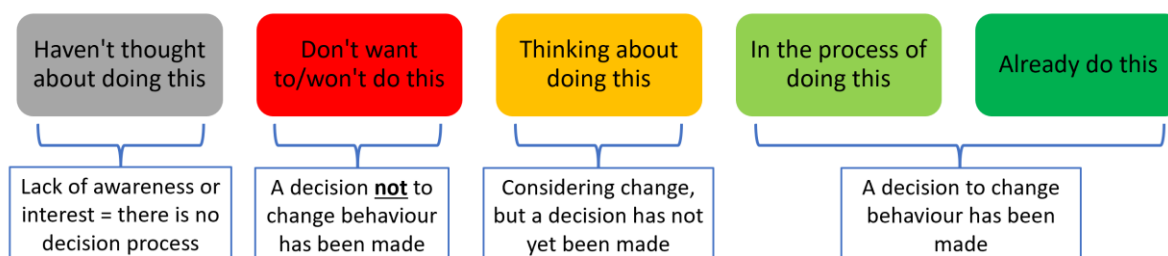 Haven't thought
about doing this
Don't want
to/won't do this
Thinking about
doing this
In the process of
doing this
Already do this
Lack of awareness or
interest = there is no
decision process
A decision not to
change behaviour
has been made
Considering change,
but a decision has not
yet been made
A decision to change
behaviour has been
made